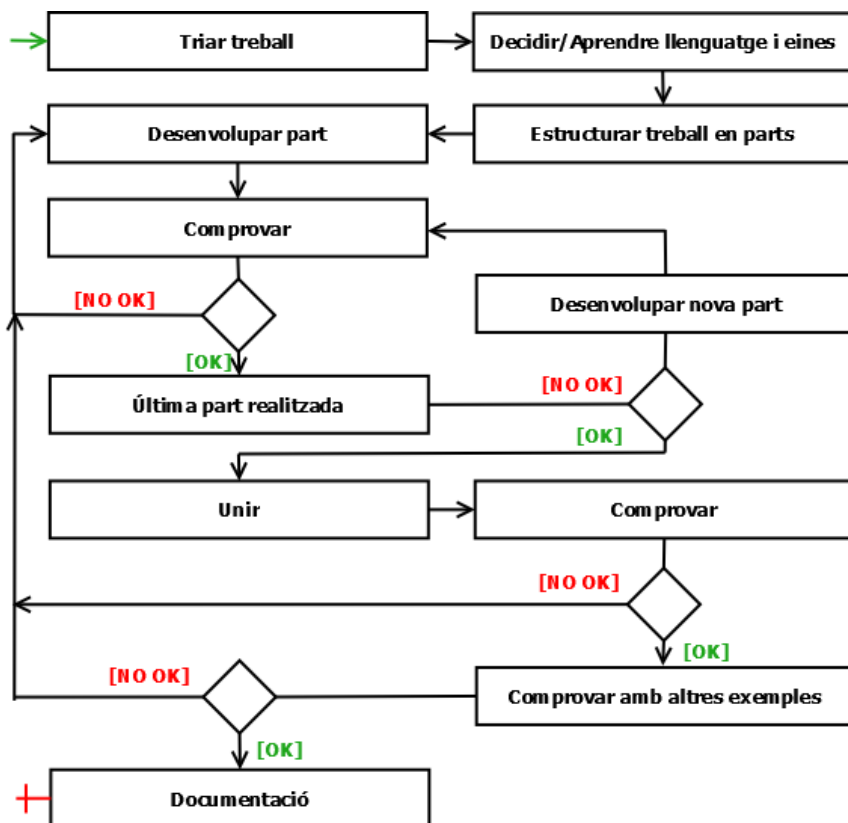 Triar treball
Decidir/Aprendre llenguatge i eines
Desenvolupar part
Estructurar treball en parts
Comprovar
[NO OK]
Desenvolupar nova part
[OK]
Última part realitzada
[NO OK]
[OK]
Unir
Comprovar
[NO OK]
[OK]
[NO OK]
Comprovar amb altres exemples
[OK]
Documentació